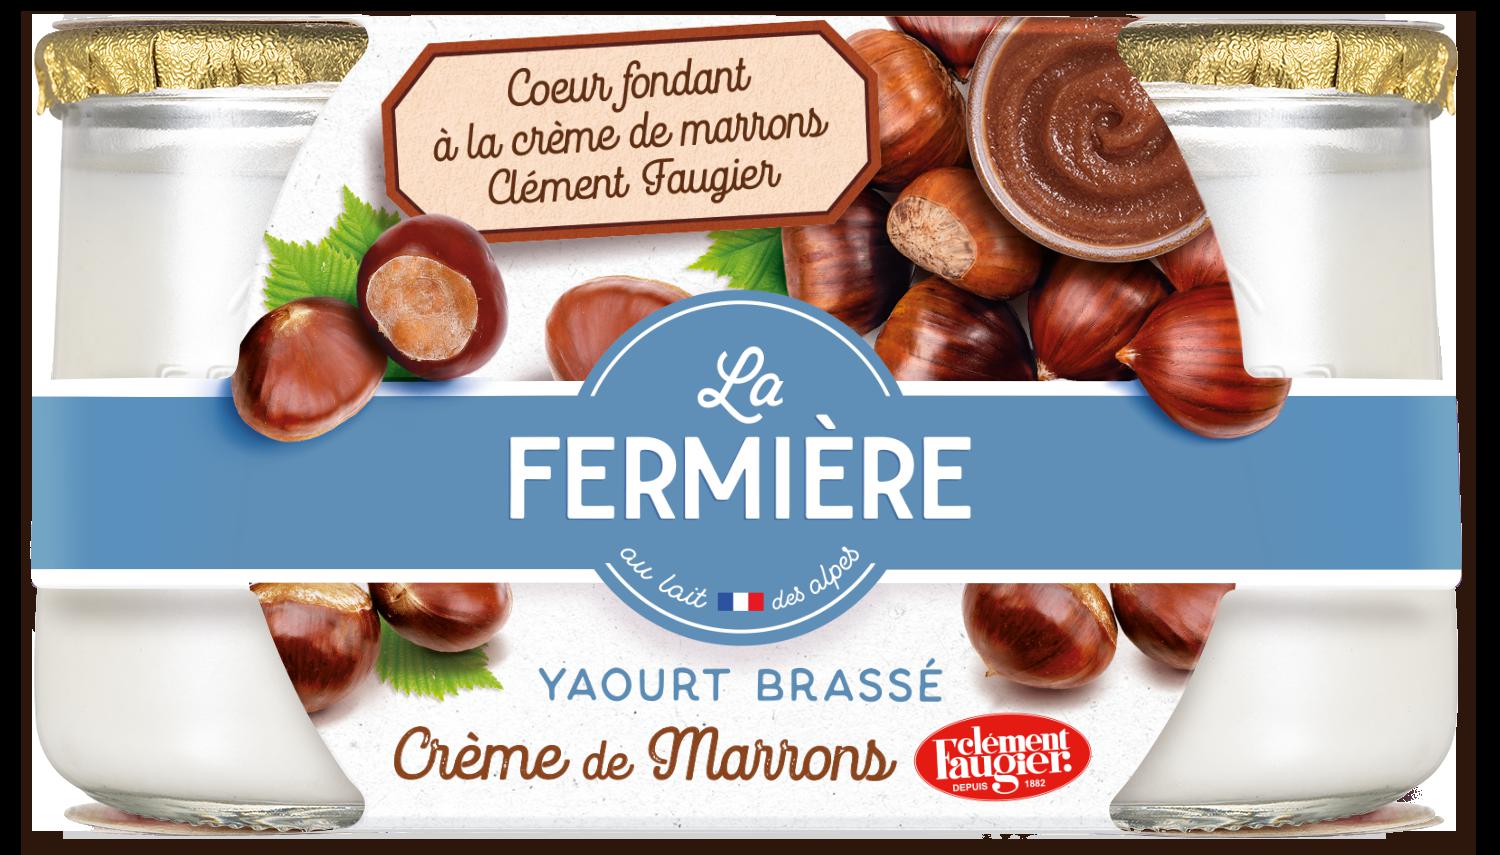 Coeur fondant
à la crème de marrons
Clément Faugier
La
FERMIÈRE
au lait des alpes
YAOURT BRASSÉ
Crème de Marrons
clément
Faugier.
DEPUIS 1882